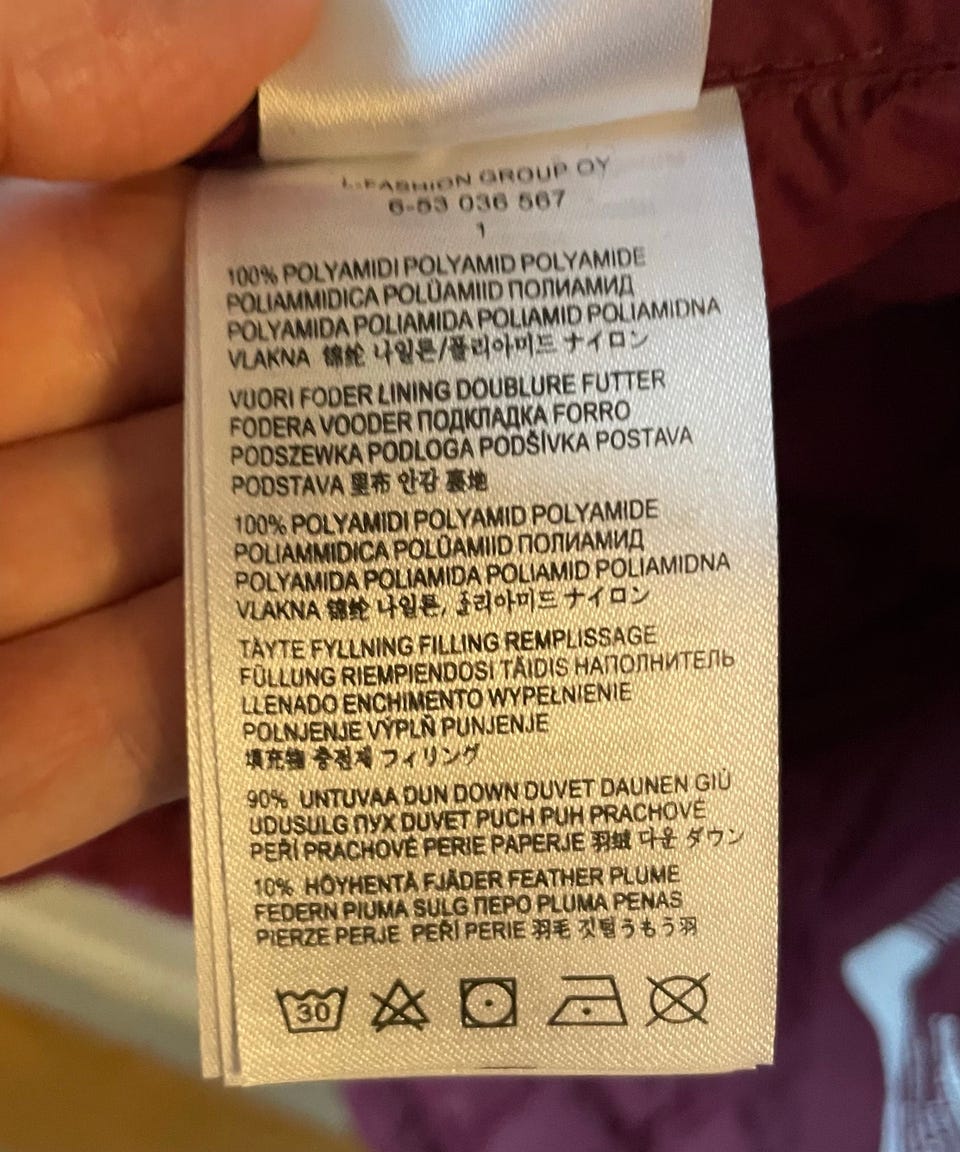 L-FASHION GROUP OY
6-53 036 567
1
100% POLYAMIDI POLYAMID POLYAMIDE
POLIAMMIDICA POLÜAMIID ПОЛИАМИД
POLYAMIDA POLIAMIDA POLIAMID POLIAMIDNA
VLAKNA 锦纶 나일론/폴리아미드 ナイロン
VUORI FODER LINING DOUBLURE FUTTER
FODERA VOODER ПОДКЛАДКА FORRO
PODSZEWKA PODLOGA PODŠÍVKA POSTAVA
PODSTAVA 里布 안감 裏地
100% POLYAMIDI POLYAMID POLYAMIDE
POLIAMMIDICA POLÜAMIID ПОЛИАМИД
POLYAMIDA POLIAMIDA POLIAMID POLIAMIDNA
VLAKNA 锦纶 나일론, 폴리아미드 ナイロン
TÄYTE FYLLNING FILLING REMPLISSAGE
FÜLLUNG RIEMPIENDOSI TÄIDIS НАПОЛНИТЕЛЬ
LLENADO ENCHIMENTO WYPEŁNIENIE
POLNJENJE VÝPLŇ PUNJENJE
填充物 충전제 フィリング
90% UNTUVAA DUN DOWN DUVET DAUNEN GIÙ
UDUSULG ПУХ DUVET PUCH PUH PRACHOVÉ
PEŘÍ PRACHOVÉ PERIE PAPERJE 羽绒 다운 ダウン
10% HÖYHENTÄ FJÄDER FEATHER PLUME
FEDERN PIUMA SULG ПЕРО PLUMA PENAS
PIERZE PERJE PEŘÍ PERIE 羽毛 깃털 うもう羽
30